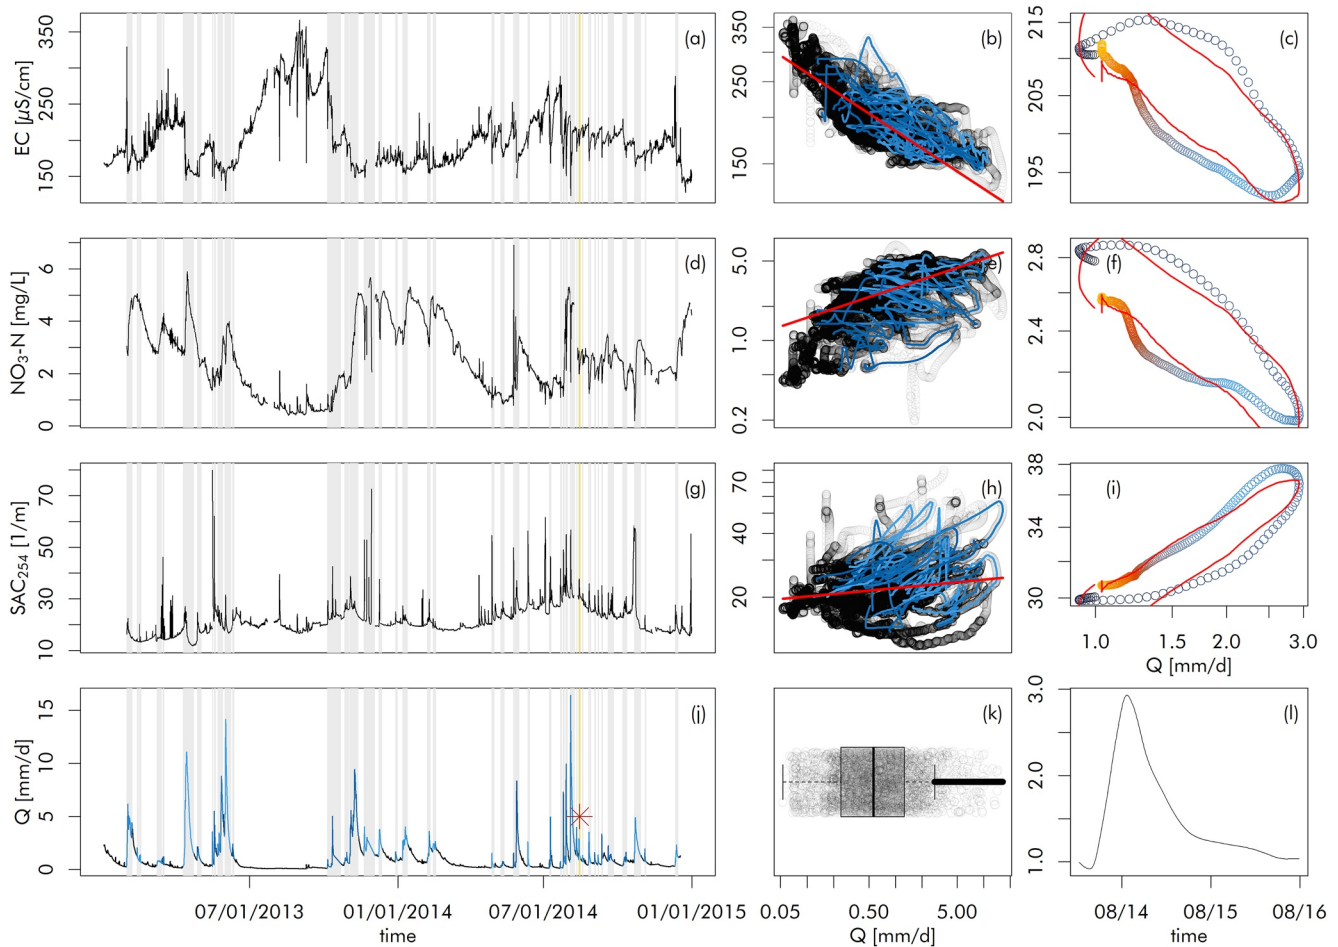 EC [µS/cm]
350
250
150
(a)
350
250
150
(b)
215
205
195
(c)
NO3-N [mg/L]
6
4
2
0
(d)
5.0
1.0
0.2
(e)
2.8
2.4
2.0
(f)
SAC254 [1/m]
70
50
30
10
(g)
70
40
20
(h)
38
34
30
(i)
1.0
1.5
2.0
3.0
Q [mm/d]
Q [mm/d]
15
10
5
0
(j)
07/01/2013
01/01/2014
07/01/2014
01/01/2015
time
(k)
0.05
0.50
5.00
Q [mm/d]
3.0
2.0
1.0
(l)
08/14
08/15
08/16
time